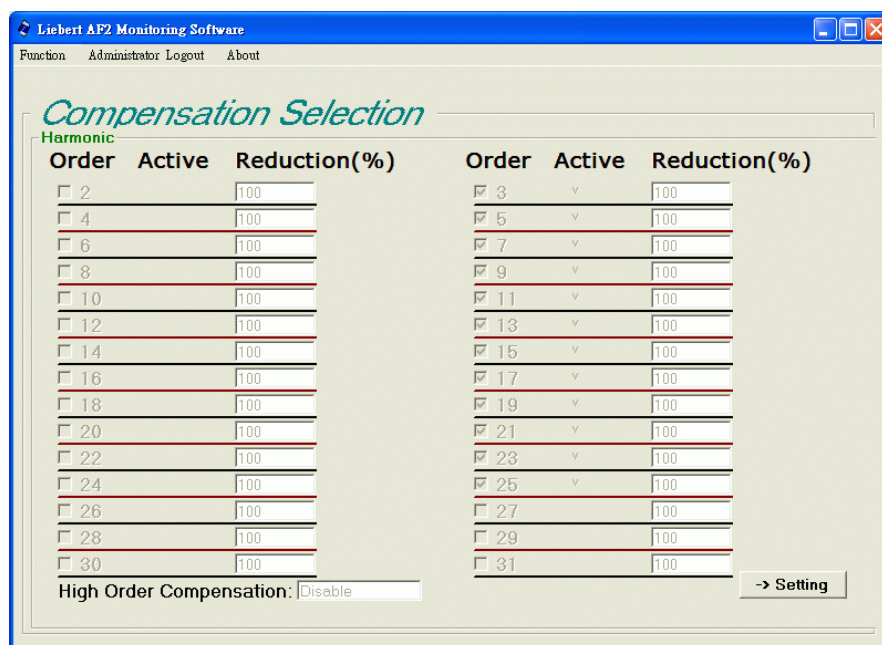 Liebert AF2 Monitoring Software
Function Administrator Logout About
Compensation Selection
Harmonic
Order Active Reduction(%) Order Active Reduction(%)
2 100 3 v 100
4 100 5 v 100
6 100 7 v 100
8 100 9 v 100
10 100 11 v 100
12 100 13 v 100
14 100 15 v 100
16 100 17 v 100
18 100 19 v 100
20 100 21 v 100
22 100 23 v 100
24 100 25 v 100
26 100 27 100
28 100 29 100
30 100 31 100
High Order Compensation: Disable
-> Setting